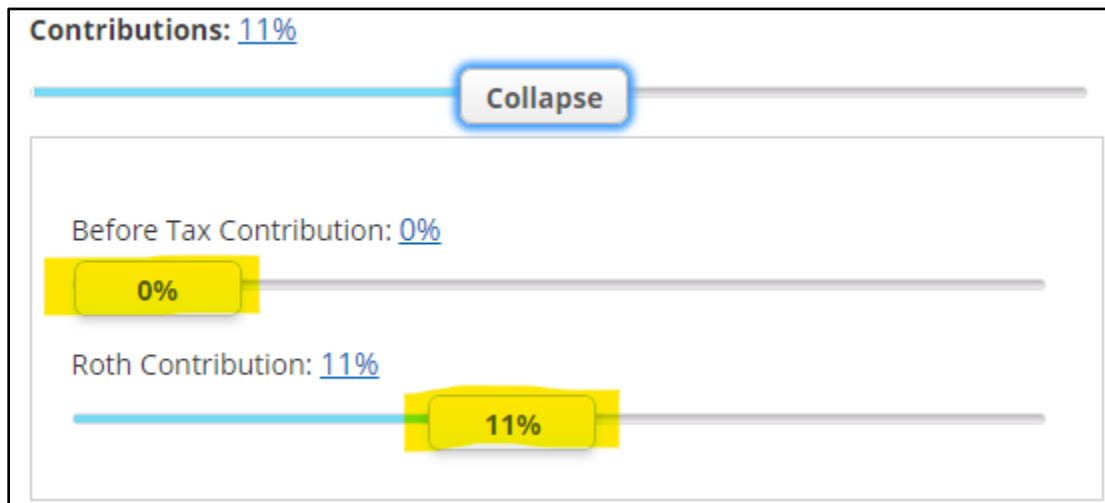 Contributions: 11%
Collapse
Before Tax Contribution: 0%
0%
Roth Contribution: 11%
11%